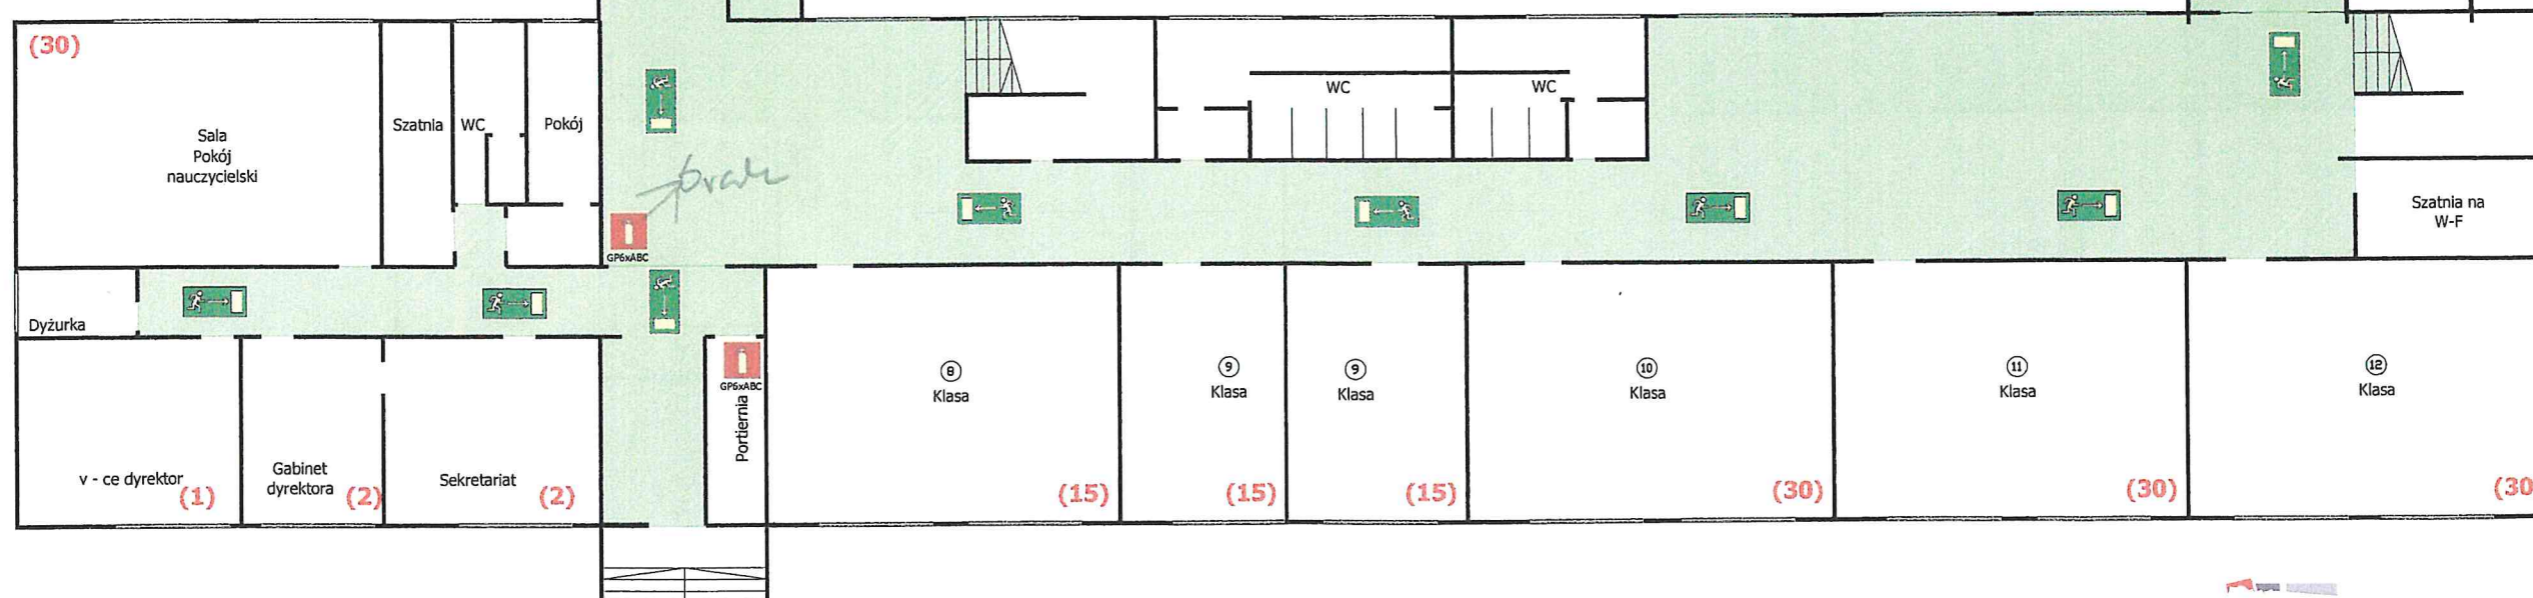 (30)
Sala
Pokój
nauczycielski
Szatnia
WC
Pokój
brak
GP6xABC
WC
WC
Szatnia na
W-F
Dyżurka
v - ce dyrektor
(1)
Gabinet
dyrektora
(2)
Sekretariat
(2)
GP6xABC
Portiernia
8
Klasa
(15)
9
Klasa
(15)
9
Klasa
(15)
10
Klasa
(30)
11
Klasa
(30)
12
Klasa
(30